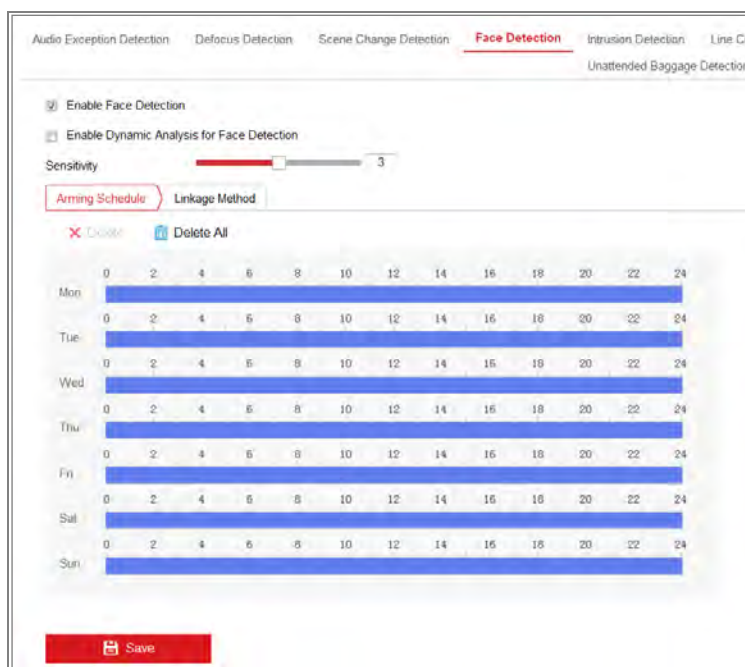 Audio Exception Detection Defocus Detection Scene Change Detection Face Detection Intrusion Detection Line C
Unattended Baggage Detection
Enable Face Detection
Enable Dynamic Analysis for Face Detection
Sensitivity 3
Arming Schedule Linkage Method
Delete Delete All
0 2 4 6 8 10 12 14 16 18 20 22 24
Mon
0 2 4 6 8 10 12 14 16 18 20 22 24
Tue
0 2 4 6 8 10 12 14 16 18 20 22 24
Wed
0 2 4 6 8 10 12 14 16 18 20 22 24
Thu
0 2 4 6 8 10 12 14 16 18 20 22 24
Fri
0 2 4 6 8 10 12 14 16 18 20 22 24
Sat
0 2 4 6 8 10 12 14 16 18 20 22 24
Sun
Save